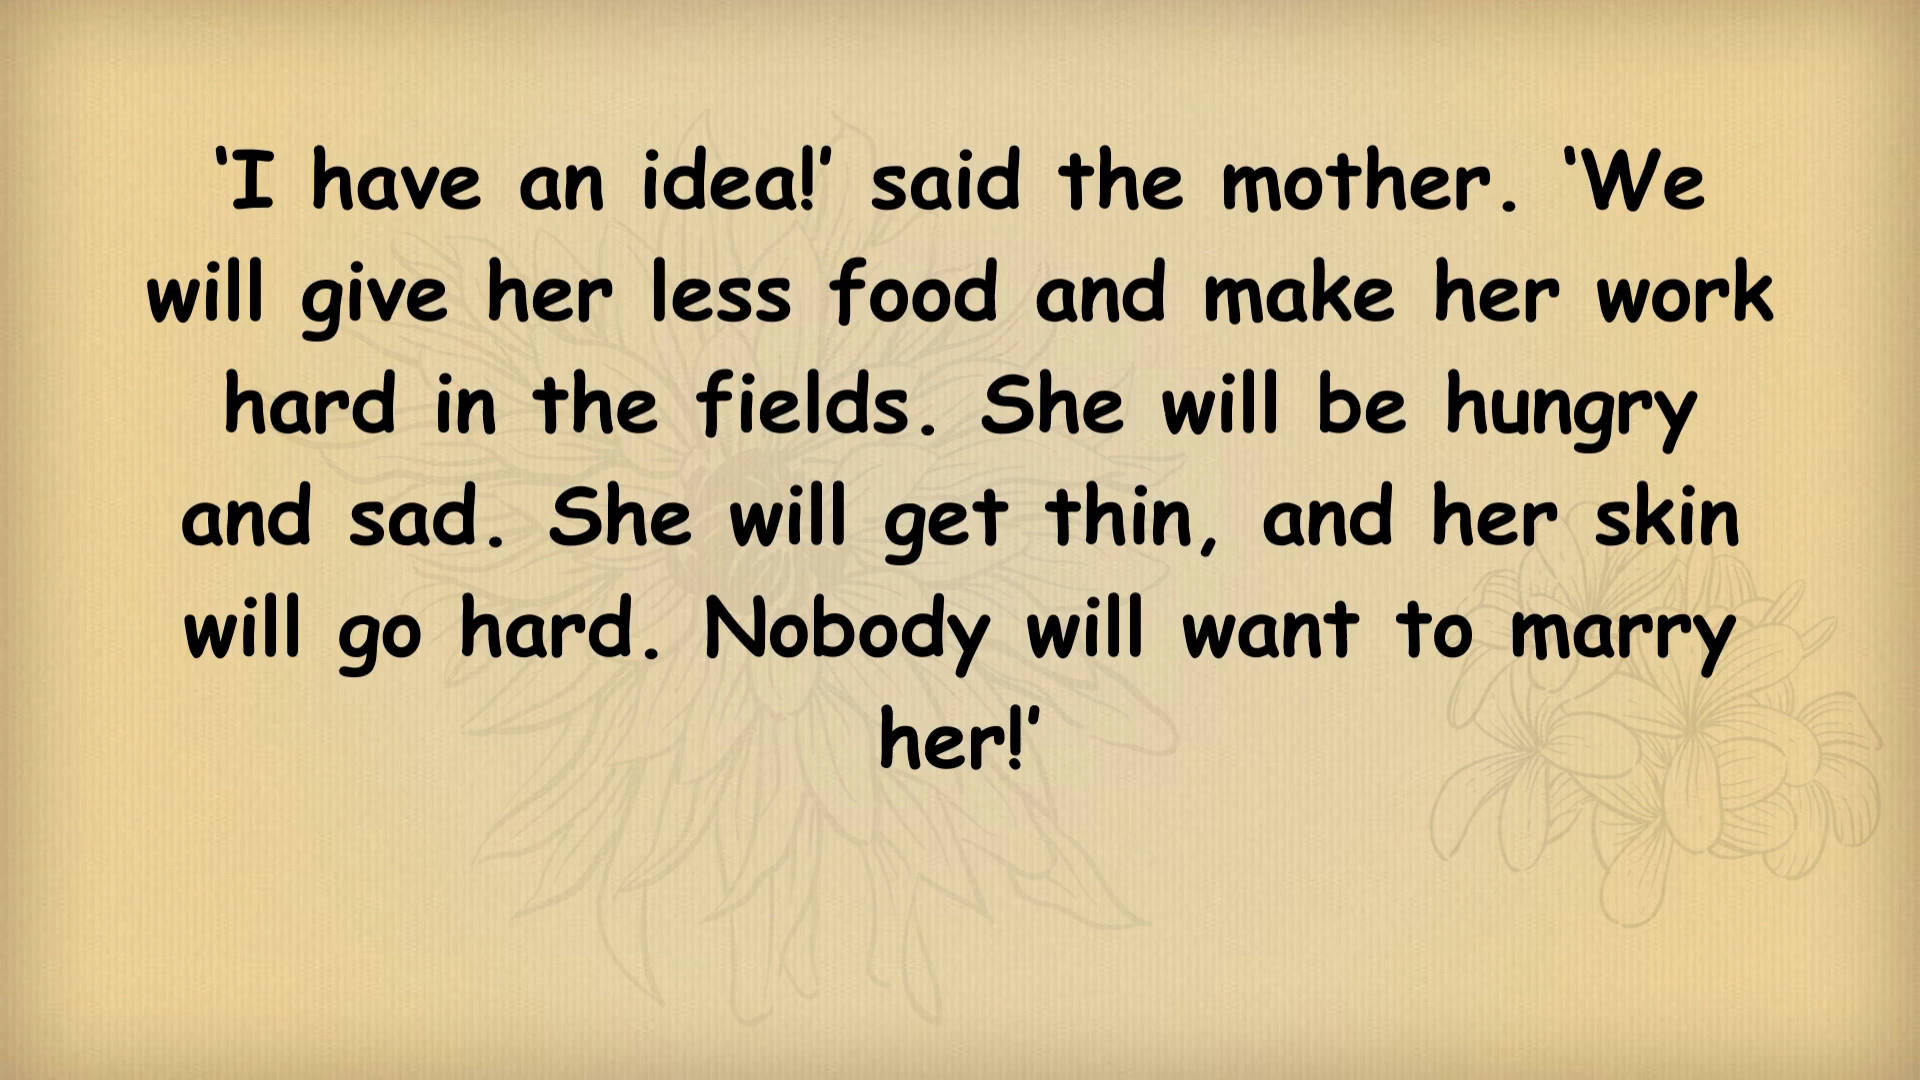 ‘I have an idea!’ said the mother. ‘We
will give her less food and make her work
hard in the fields. She will be hungry
and sad. She will get thin, and her skin
will go hard. Nobody will want to marry
her!’